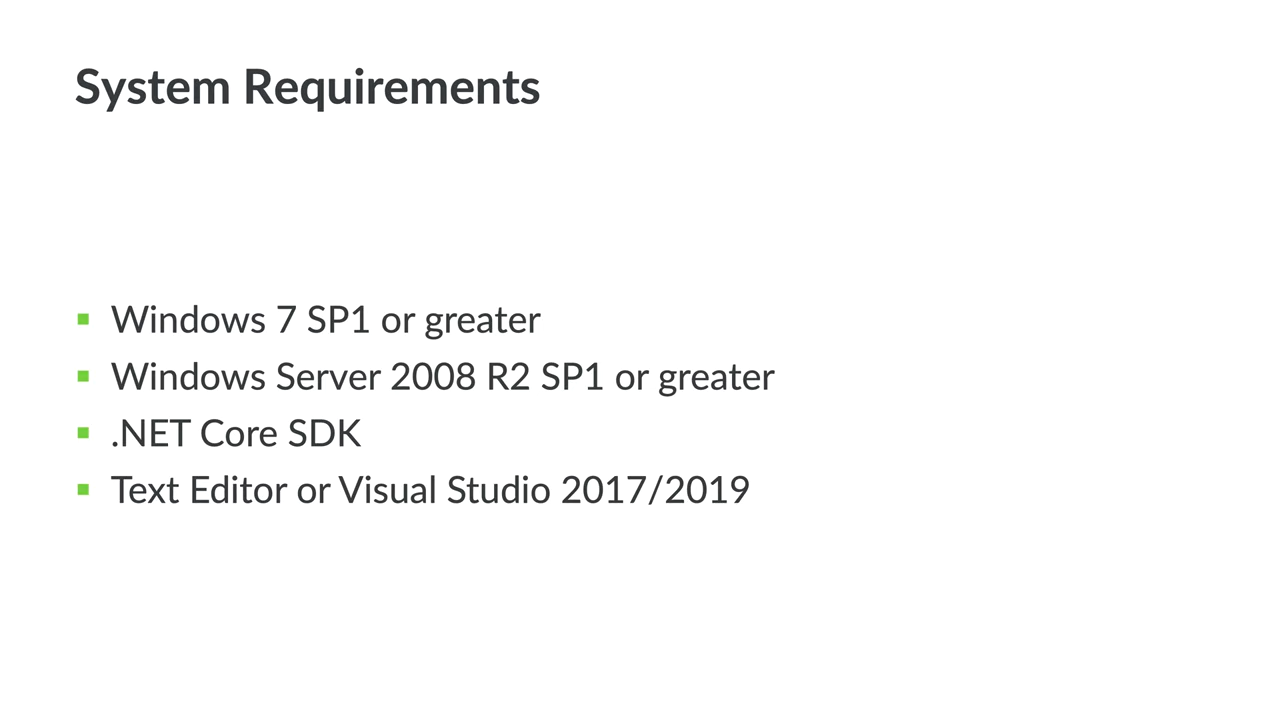 System Requirements
Windows 7 SP1 or greater
Windows Server 2008 R2 SP1 or greater
.NET Core SDK
Text Editor or Visual Studio 2017/2019